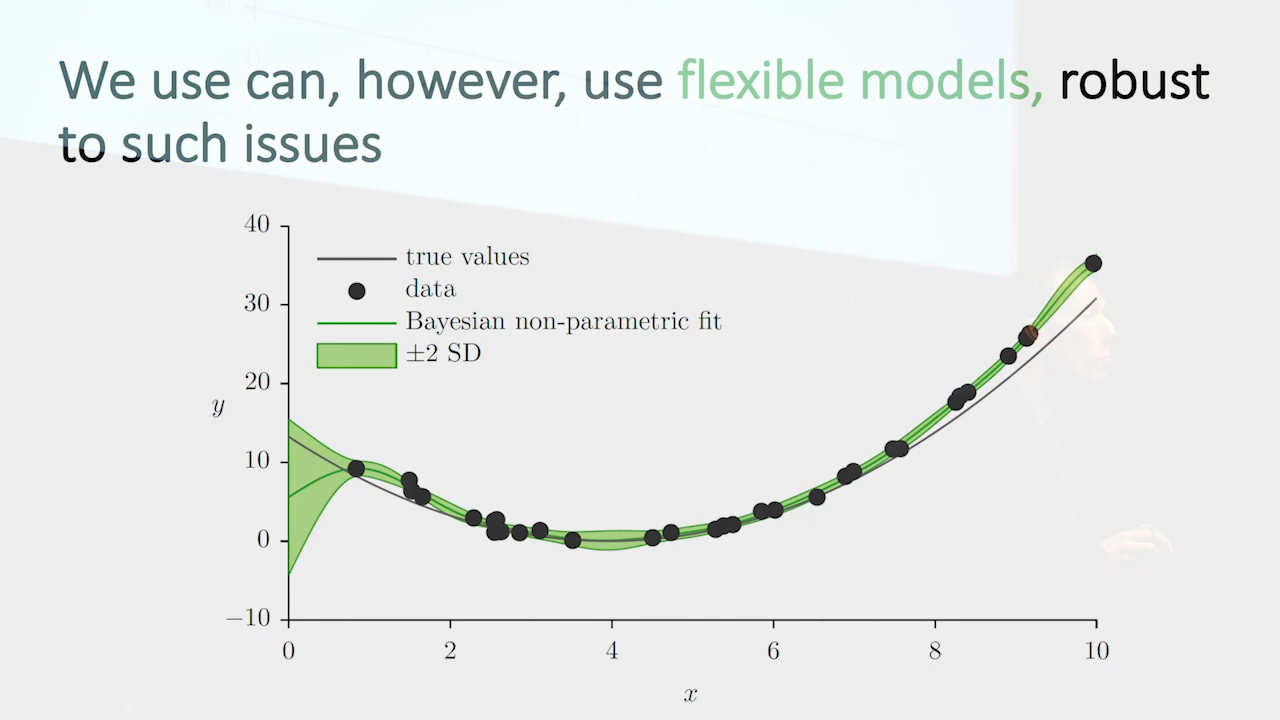 We use can, however, use flexible models, robust
to such issues
40
true values
data
30
Bayesian non-parametric fit
±2 SD
20
y
10
0
−10
0 2 4 6 8 10
x